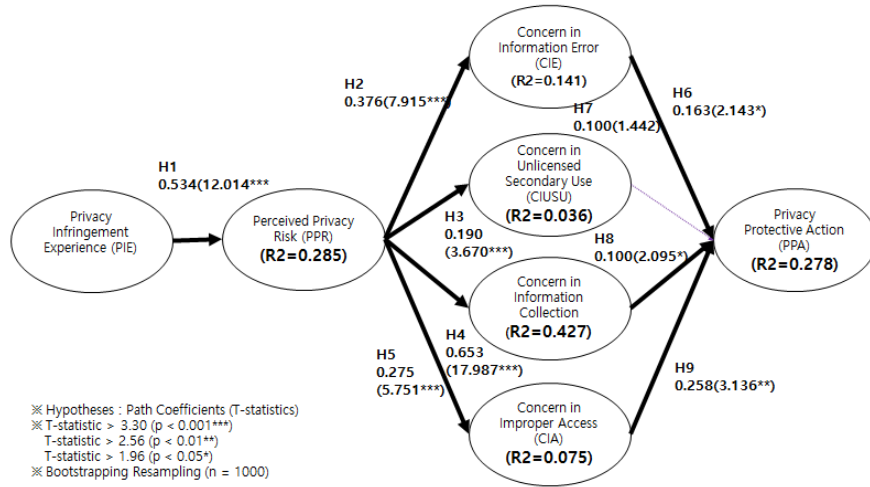 Concern in
Information Error
(CIE)
(R2=0.141)
H2
0.376(7.915***)
H7
0.100(1.442)
H6
0.163(2.143*)
H1
0.534(12.014***
Concern in
Unlicensed
Secondary Use
(CIUSU)
(R2=0.036)
Privacy
Infringement
Experience (PIE)
Perceived Privacy
Risk (PPR)
(R2=0.285)
H3
0.190
(3.670***)
H8
0.100(2.095*)
Privacy
Protective Action
(PPA)
(R2=0.278)
Concern in
Information
Collection
(R2=0.427)
H5
0.275
(5.751***)
H4
0.653
(17.987***)
H9
0.258(3.136**)
Concern in
Improper Access
(CIA)
(R2=0.075)
※ Hypotheses : Path Coefficients (T-statistics)
※ T-statistic > 3.30 (p < 0.001***)
T-statistic > 2.56 (p < 0.01**)
T-statistic > 1.96 (p < 0.05*)
※ Bootstrapping Resampling (n = 1000)